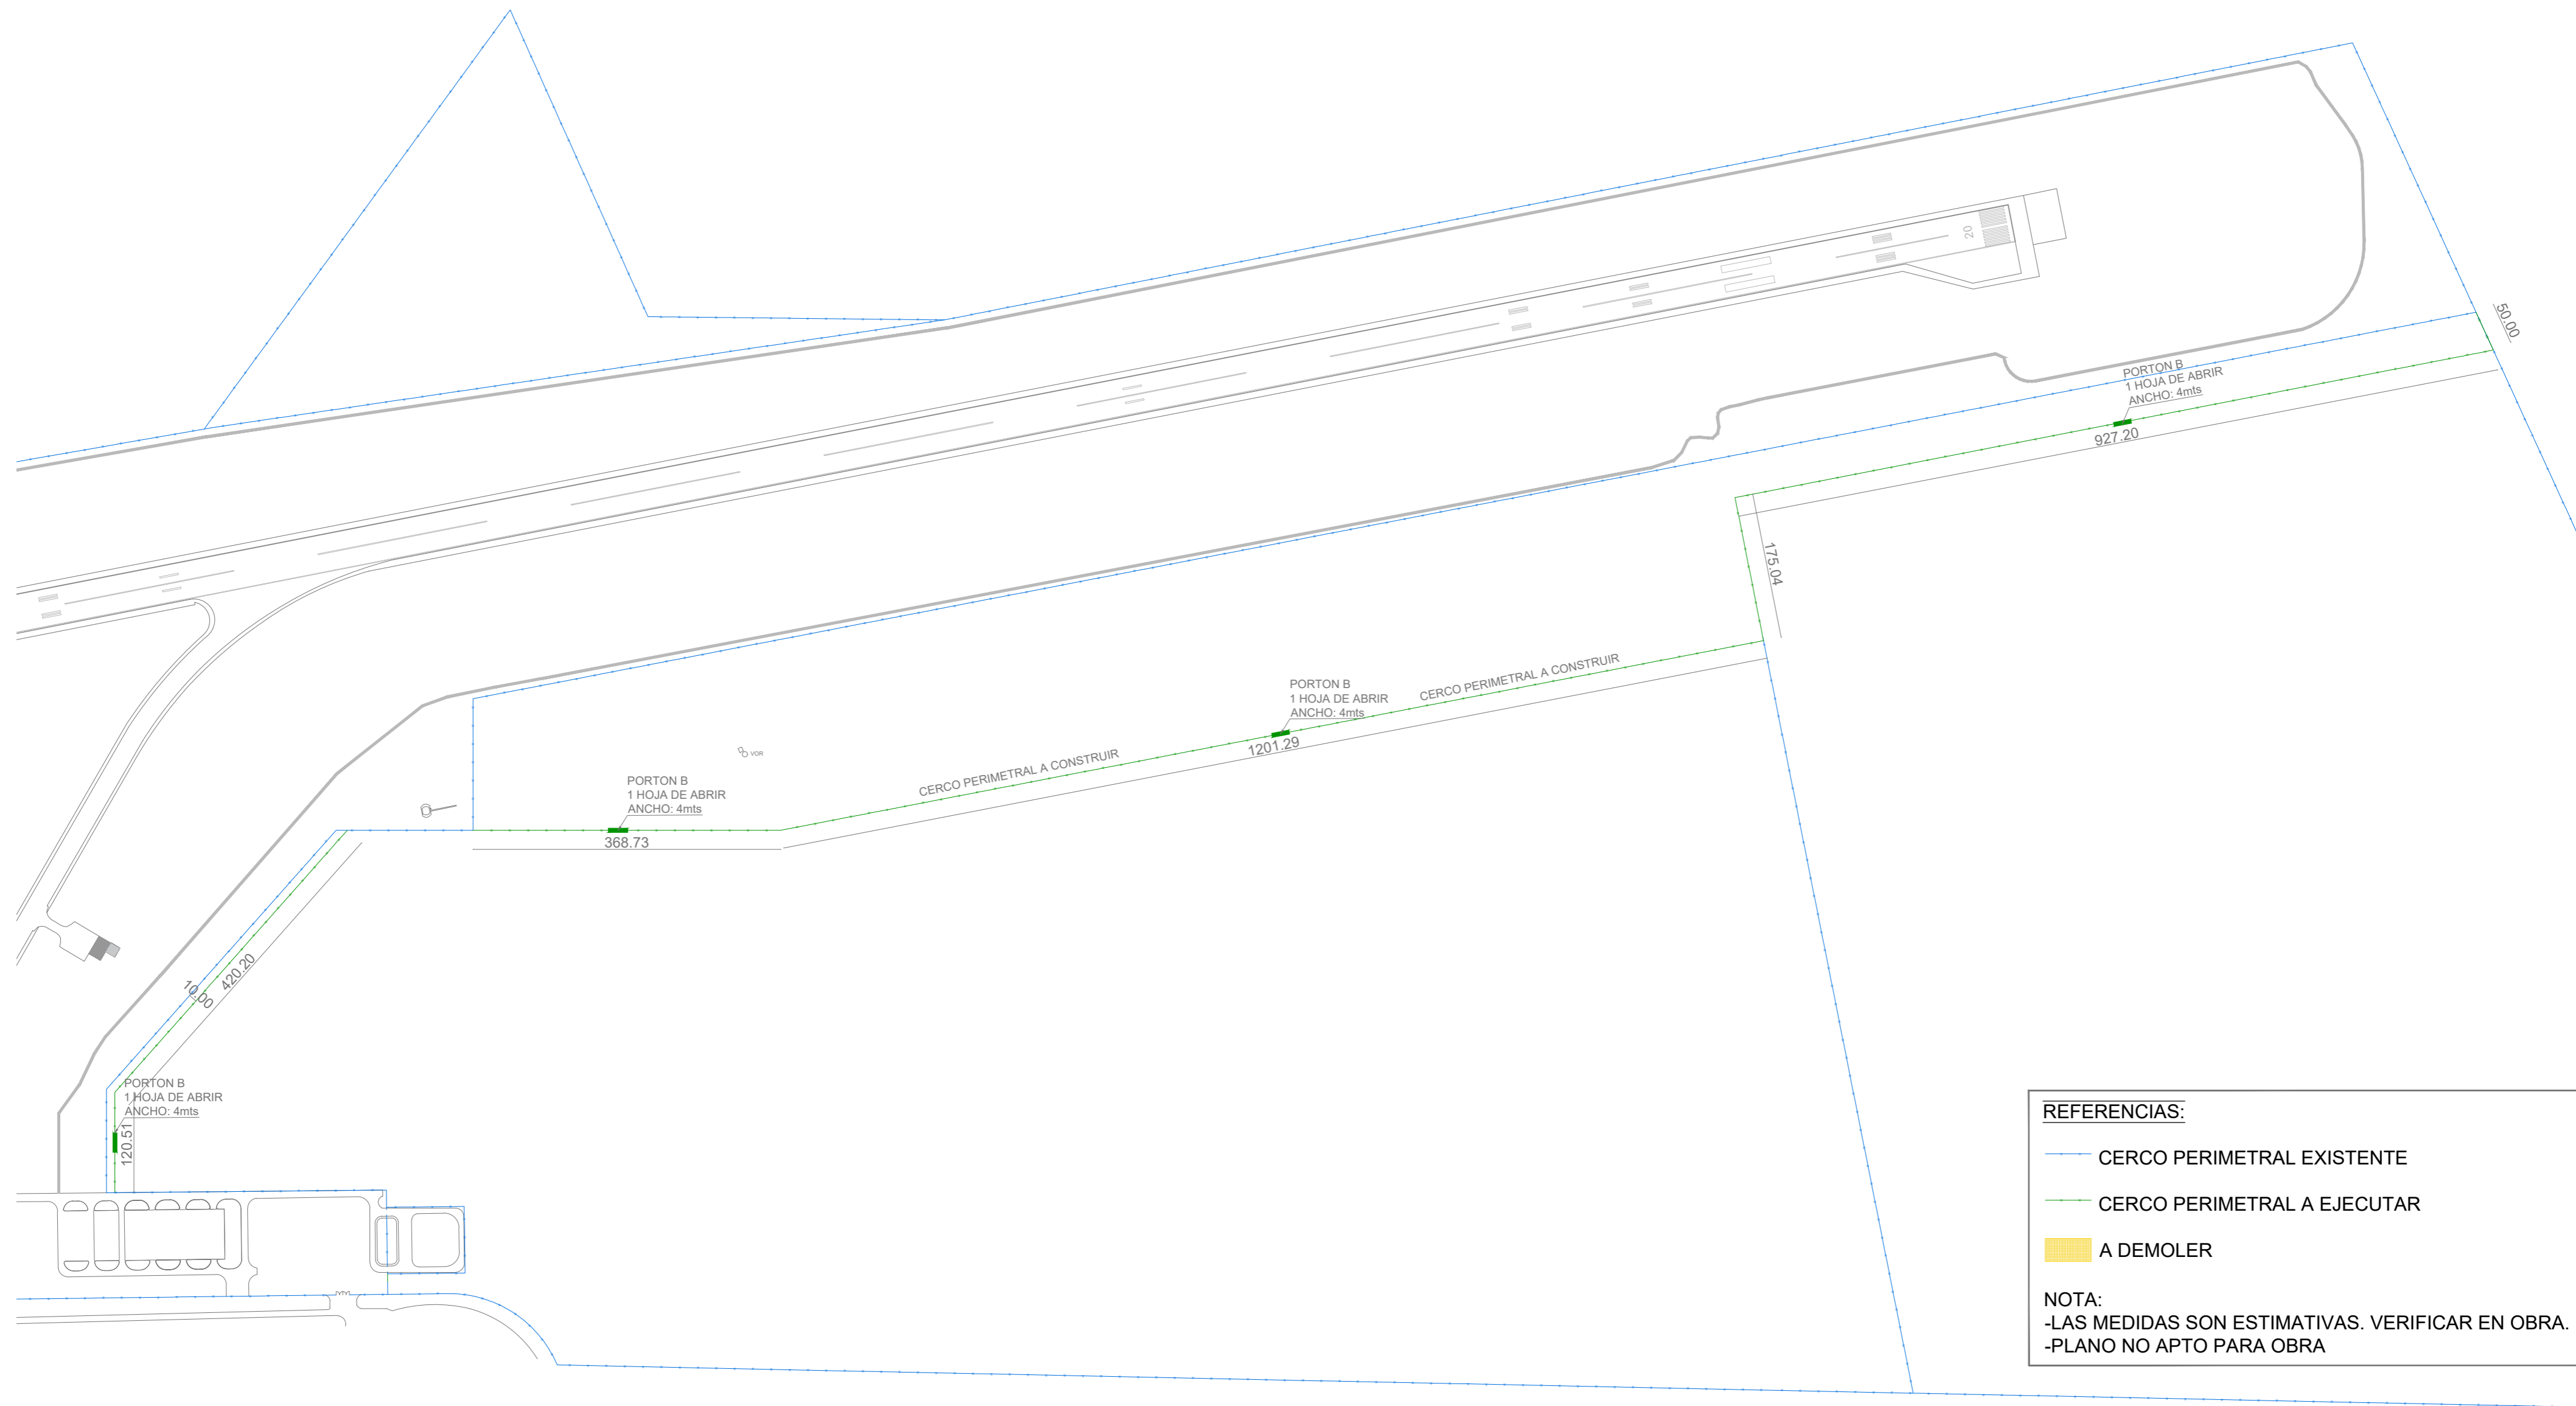 20
50.00
PORTON B
1 HOJA DE ABRIR
ANCHO: 4mts
927.20
175.04
CERCO PERIMETRAL A CONSTRUIR
PORTON B
1 HOJA DE ABRIR
ANCHO: 4mts
1201.29
CERCO PERIMETRAL A CONSTRUIR
VOR
PORTON B
1 HOJA DE ABRIR
ANCHO: 4mts
368.73
420.20
10.00
PORTON B
1 HOJA DE ABRIR
ANCHO: 4mts
120.51
REFERENCIAS:
CERCO PERIMETRAL EXISTENTE
CERCO PERIMETRAL A EJECUTAR
A DEMOLER
NOTA:
-LAS MEDIDAS SON ESTIMATIVAS. VERIFICAR EN OBRA.
-PLANO NO APTO PARA OBRA